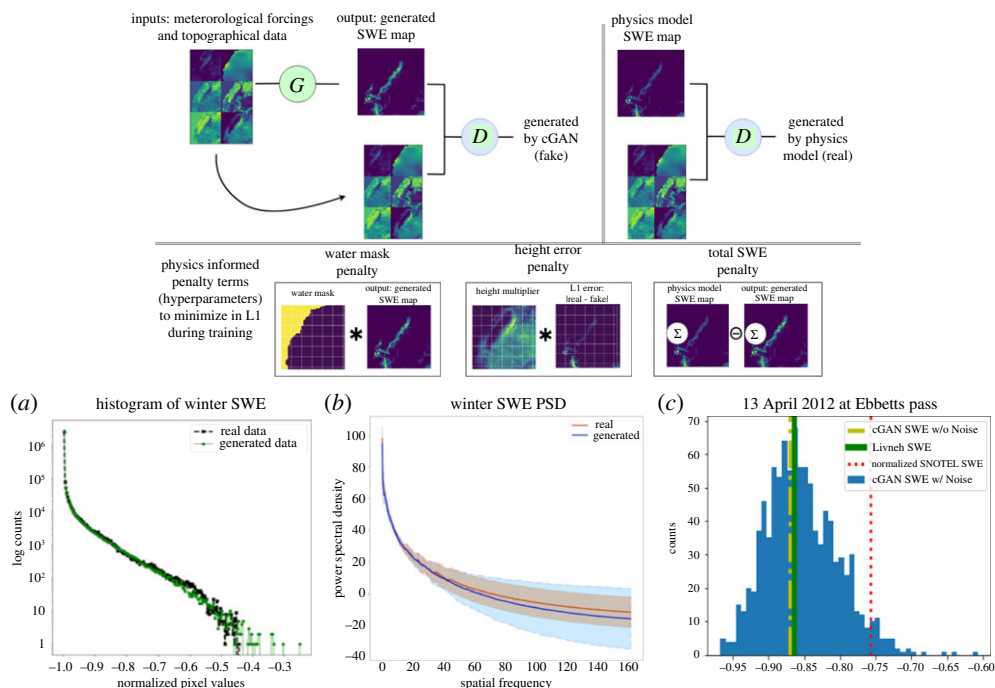 inputs: meterorological forcings
and topographical data
output: generated
SWE map
physics model
SWE map
G
D
generated
by cGAN
(fake)
D
generated
by physics
model (real)
physics informed
penalty terms
(hyperparameters)
to minimize in L1
during training
water mask
penalty
water mask
output: generated
SWE map
*
height error
penalty
height multiplier
L1 error:
|real - fake|
*
total SWE
penalty
physics model
SWE map
output: generated
SWE map
Σ
⊖
Σ
(a)
histogram of winter SWE
real data
generated data
log counts
10⁶
10⁵
10⁴
10³
10²
10
1
−1.0 −0.9 −0.8 −0.7 −0.6 −0.5 −0.4 −0.3
normalized pixel values
(b)
winter SWE PSD
real
generated
power spectral density
100
80
60
40
20
0
−20
−40
0 20 40 60 80 100 120 140 160
spatial frequency
(c)
13 April 2012 at Ebbetts pass
cGAN SWE w/o Noise
Livneh SWE
normalized SNOTEL SWE
cGAN SWE w/ Noise
counts
70
60
50
40
30
20
10
0
−0.95 −0.90 −0.85 −0.80 −0.75 −0.70 −0.65 −0.60